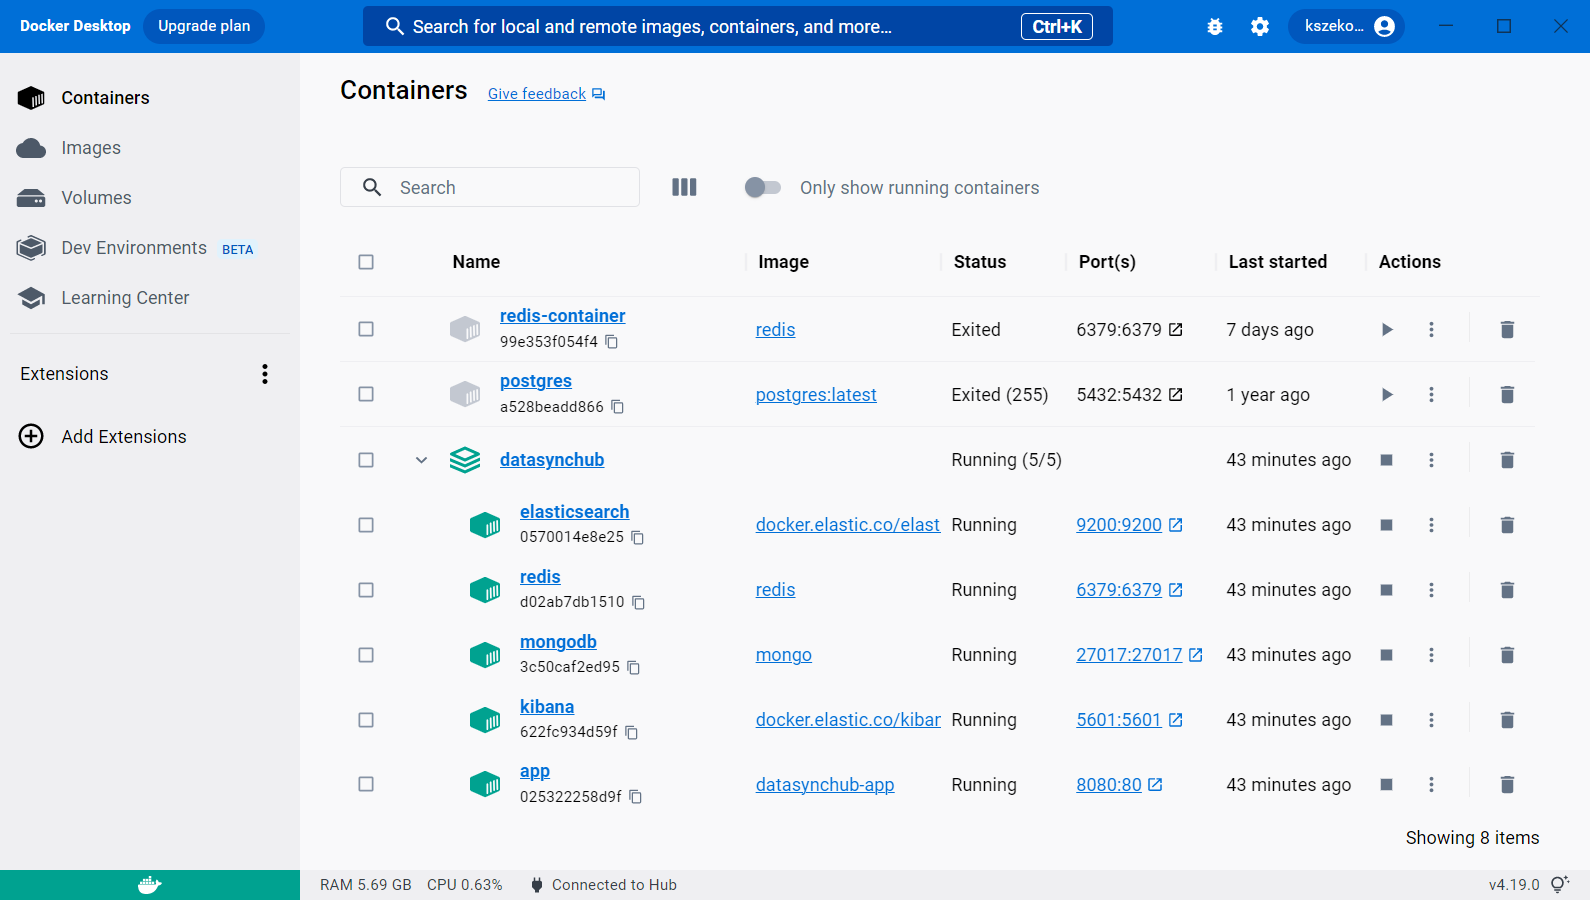 Docker Desktop Upgrade plan Search for local and remote images, containers, and more... Ctrl+K kszeko...
Containers
Images
Volumes
Dev Environments BETA
Learning Center
Extensions
Add Extensions
Containers Give feedback
Search Only show running containers
Name Image Status Port(s) Last started Actions
redis-container
99e353f054f4
redis Exited 6379:6379 7 days ago
postgres
a528beadd866
postgres:latest Exited (255) 5432:5432 1 year ago
datasynchub Running (5/5) 43 minutes ago
elasticsearch
0570014e8e25
docker.elastic.co/elast Running 9200:9200 43 minutes ago
redis
d02ab7db1510
redis Running 6379:6379 43 minutes ago
mongodb
3c50caf2ed95
mongo Running 27017:27017 43 minutes ago
kibana
622fc934d59f
docker.elastic.co/kibar Running 5601:5601 43 minutes ago
app
025322258d9f
datasynchub-app Running 8080:80 43 minutes ago
Showing 8 items
RAM 5.69 GB CPU 0.63% Connected to Hub v4.19.0